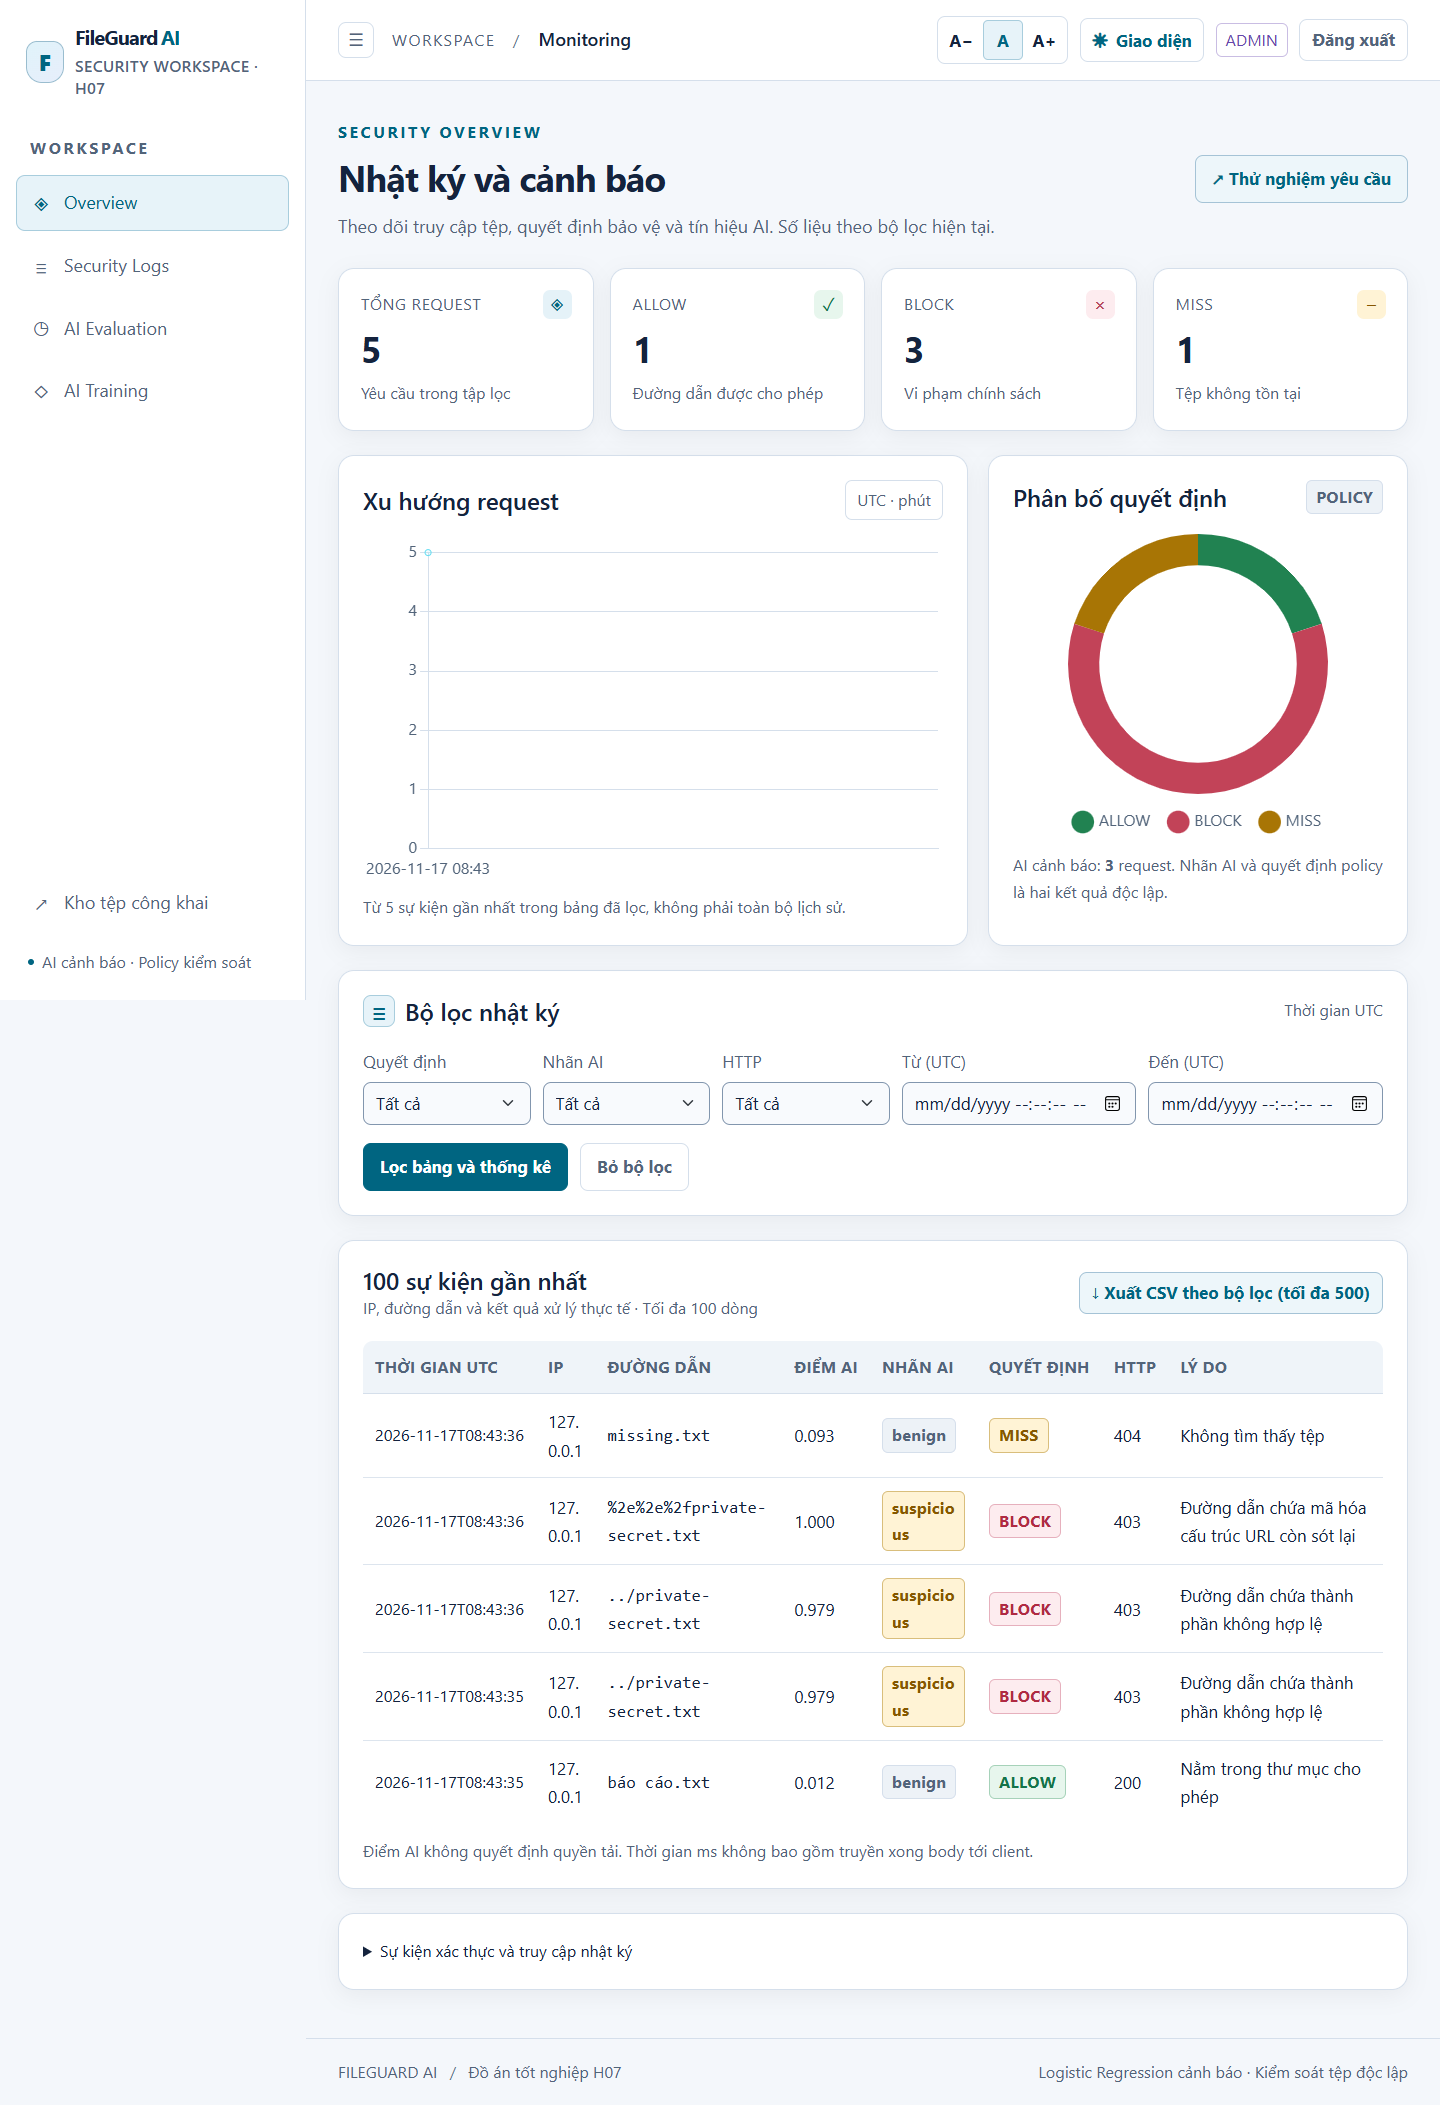 F
FileGuard AI
SECURITY WORKSPACE ·
H07
WORKSPACE
Overview
Security Logs
AI Evaluation
AI Training
Kho tệp công khai
AI cảnh báo · Policy kiểm soát
WORKSPACE / Monitoring
A− A A+
Giao diện
ADMIN
Đăng xuất
SECURITY OVERVIEW
Nhật ký và cảnh báo
↗ Thử nghiệm yêu cầu
Theo dõi truy cập tệp, quyết định bảo vệ và tín hiệu AI. Số liệu theo bộ lọc hiện tại.
TỔNG REQUEST
5
Yêu cầu trong tập lọc
ALLOW
1
Đường dẫn được cho phép
BLOCK
3
Vi phạm chính sách
MISS
1
Tệp không tồn tại
Xu hướng request
UTC · phút
5
4
3
2
1
0
2026-11-17 08:43
Từ 5 sự kiện gần nhất trong bảng đã lọc, không phải toàn bộ lịch sử.
Phân bố quyết định
POLICY
ALLOW BLOCK MISS
AI cảnh báo: 3 request. Nhãn AI và quyết định policy
là hai kết quả độc lập.
Bộ lọc nhật ký
Thời gian UTC
Quyết định Nhãn AI HTTP Từ (UTC) Đến (UTC)
Tất cả Tất cả Tất cả mm/dd/yyyy --:--:-- -- mm/dd/yyyy --:--:-- --
Lọc bảng và thống kê Bỏ bộ lọc
100 sự kiện gần nhất
IP, đường dẫn và kết quả xử lý thực tế · Tối đa 100 dòng
↓ Xuất CSV theo bộ lọc (tối đa 500)
THỜI GIAN UTC IP ĐƯỜNG DẪN ĐIỂM AI NHÃN AI QUYẾT ĐỊNH HTTP LÝ DO
2026-11-17T08:43:36 127. missing.txt 0.093 benign MISS 404 Không tìm thấy tệp
0.0.1
2026-11-17T08:43:36 127. %2e%2e%2fprivate- 1.000 suspicio BLOCK 403 Đường dẫn chứa mã hóa
0.0.1 secret.txt us cấu trúc URL còn sót lại
2026-11-17T08:43:36 127. ../private- 0.979 suspicio BLOCK 403 Đường dẫn chứa thành
0.0.1 secret.txt us phần không hợp lệ
2026-11-17T08:43:35 127. ../private- 0.979 suspicio BLOCK 403 Đường dẫn chứa thành
0.0.1 secret.txt us phần không hợp lệ
2026-11-17T08:43:35 127. báo cáo.txt 0.012 benign ALLOW 200 Nằm trong thư mục cho
0.0.1 phép
Điểm AI không quyết định quyền tải. Thời gian ms không bao gồm truyền xong body tới client.
Sự kiện xác thực và truy cập nhật ký
FILEGUARD AI / Đồ án tốt nghiệp H07
Logistic Regression cảnh báo · Kiểm soát tệp độc lập